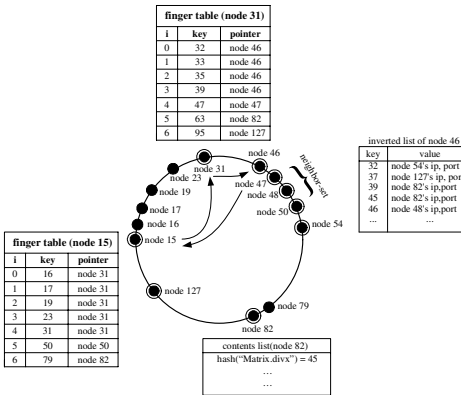 finger table (node 31)
i key pointer
0 32 node 46
1 33 node 46
2 35 node 46
3 39 node 46
4 47 node 47
5 63 node 82
6 95 node 127
inverted list of node 46
key value
32 node 54's ip, port
37 node 127's ip, por
39 node 82's ip,port
45 node 82's ip,port
46 node 48's ip,port
... ...
node 31
node 46
neighbor-set
node 23
node 47
node 19
node 48
node 17
node 50
node 16
node 54
node 15
finger table (node 15)
i key pointer
0 16 node 31
1 17 node 31
2 19 node 31
3 23 node 31
4 31 node 31
5 50 node 50
6 79 node 82
node 127
node 79
node 82
contents list(node 82)
hash(“Matrix.divx”) = 45
...
...